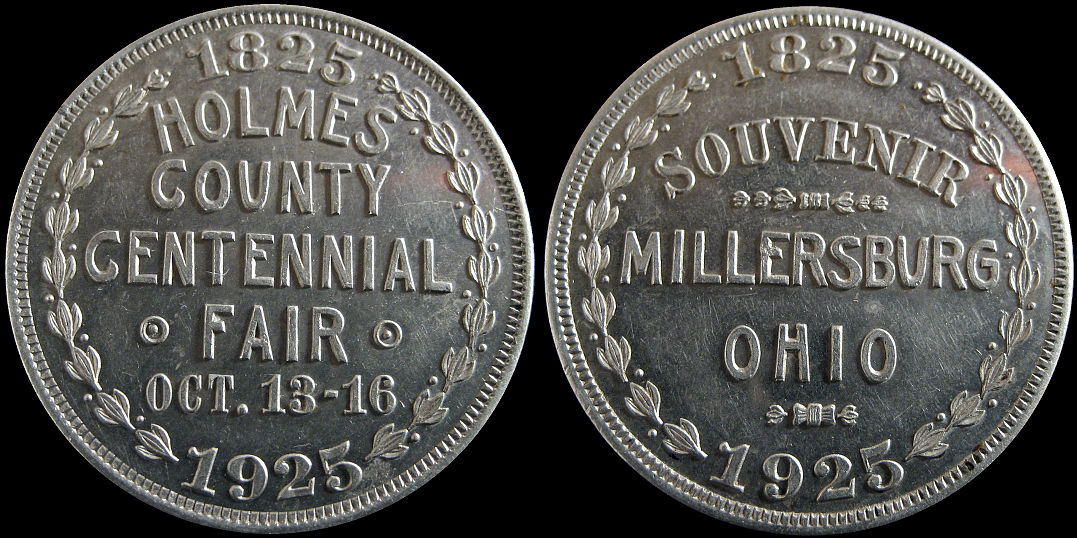 1825
HOLMES
COUNTY
CENTENNIAL
FAIR
OCT. 13-16
1925
1825
SOUVENIR
MILLERSBURG
OHIO
1925